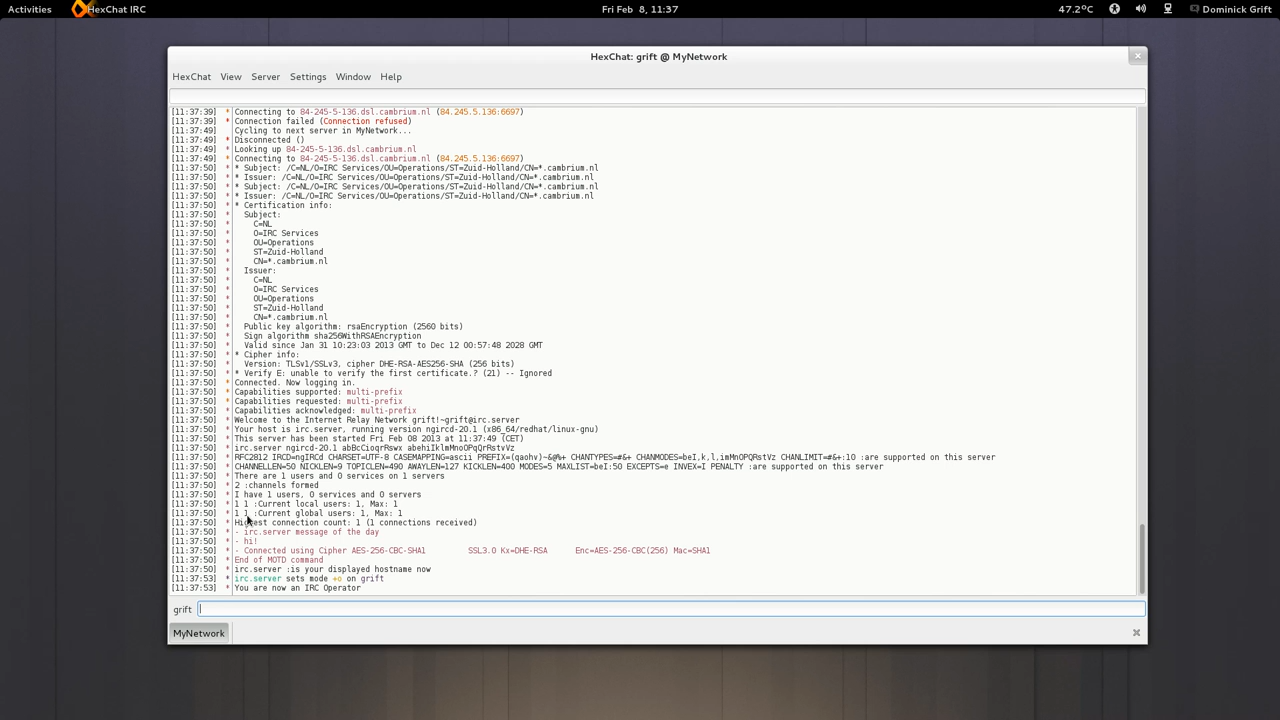 Activities HexChat IRC Fri Feb 8, 11:37 47.2°C Dominick Grift
HexChat: grift @ MyNetwork
HexChat View Server Settings Window Help
[11:37:39] * Connecting to 84-245-5-136.dsl.cambrium.nl (84.245.5.136:6697)
[11:37:39] * Connection failed (Connection refused)
[11:37:49] * Cycling to next server in MyNetwork...
[11:37:49] * Disconnected ()
[11:37:49] * Looking up 84-245-5-136.dsl.cambrium.nl
[11:37:49] * Connecting to 84-245-5-136.dsl.cambrium.nl (84.245.5.136:6697)
[11:37:50] * * Subject: /C=NL/O=IRC Services/OU=Operations/ST=Zuid-Holland/CN=*.cambrium.nl
[11:37:50] * * Issuer: /C=NL/O=IRC Services/OU=Operations/ST=Zuid-Holland/CN=*.cambrium.nl
[11:37:50] * * Subject: /C=NL/O=IRC Services/OU=Operations/ST=Zuid-Holland/CN=*.cambrium.nl
[11:37:50] * * Issuer: /C=NL/O=IRC Services/OU=Operations/ST=Zuid-Holland/CN=*.cambrium.nl
[11:37:50] * * Certification info:
[11:37:50] * Subject:
[11:37:50] * C=NL
[11:37:50] * O=IRC Services
[11:37:50] * OU=Operations
[11:37:50] * ST=Zuid-Holland
[11:37:50] * CN=*.cambrium.nl
[11:37:50] * Issuer:
[11:37:50] * C=NL
[11:37:50] * O=IRC Services
[11:37:50] * OU=Operations
[11:37:50] * ST=Zuid-Holland
[11:37:50] * CN=*.cambrium.nl
[11:37:50] * Public key algorithm: rsaEncryption (2560 bits)
[11:37:50] * Sign algorithm sha256WithRSAEncryption
[11:37:50] * Valid since Jan 31 10:23:03 2013 GMT to Dec 12 00:57:48 2028 GMT
[11:37:50] * * Cipher info:
[11:37:50] * Version: TLSv1/SSLv3, cipher DHE-RSA-AES256-SHA (256 bits)
[11:37:50] * * Verify E: unable to verify the first certificate.? (21) -- Ignored
[11:37:50] * Connected. Now logging in.
[11:37:50] * Capabilities supported: multi-prefix
[11:37:50] * Capabilities requested: multi-prefix
[11:37:50] * Capabilities acknowledged: multi-prefix
[11:37:50] * Welcome to the Internet Relay Network grift!~grift@irc.server
[11:37:50] * Your host is irc.server, running version ngircd-20.1 (x86_64/redhat/linux-gnu)
[11:37:50] * This server has been started Fri Feb 08 2013 at 11:37:49 (CET)
[11:37:50] * irc.server ngircd-20.1 abBcCioqrRswx abehiIklmMnoOPqQrRstvVz
[11:37:50] * RFC2812 IRCD=ngIRCd CHARSET=UTF-8 CASEMAPPING=ascii PREFIX=(qaohv)~&@%+ CHANTYPES=#&+ CHANMODES=beI,k,l,imMnOPQRstVz CHANLIMIT=#&+:10 :are supported on this server
[11:37:50] * CHANNELLEN=50 NICKLEN=9 TOPICLEN=490 AWAYLEN=127 KICKLEN=400 MODES=5 MAXLIST=beI:50 EXCEPTS=e INVEX=I PENALTY :are supported on this server
[11:37:50] * There are 1 users and 0 services on 1 servers
[11:37:50] * 2 :channels formed
[11:37:50] * I have 1 users, 0 services and 0 servers
[11:37:50] * 1 1 :Current local users: 1, Max: 1
[11:37:50] * 1 1 :Current global users: 1, Max: 1
[11:37:50] * Highest connection count: 1 (1 connections received)
[11:37:50] * - irc.server message of the day
[11:37:50] * - hi!
[11:37:50] * - Connected using Cipher AES-256-CBC-SHA1 SSL3.0 Kx=DHE-RSA Enc=AES-256-CBC(256) Mac=SHA1
[11:37:50] * End of MOTD command
[11:37:50] * irc.server :is your displayed hostname now
[11:37:53] * irc.server sets mode +o on grift
[11:37:53] * You are now an IRC Operator
grift
MyNetwork